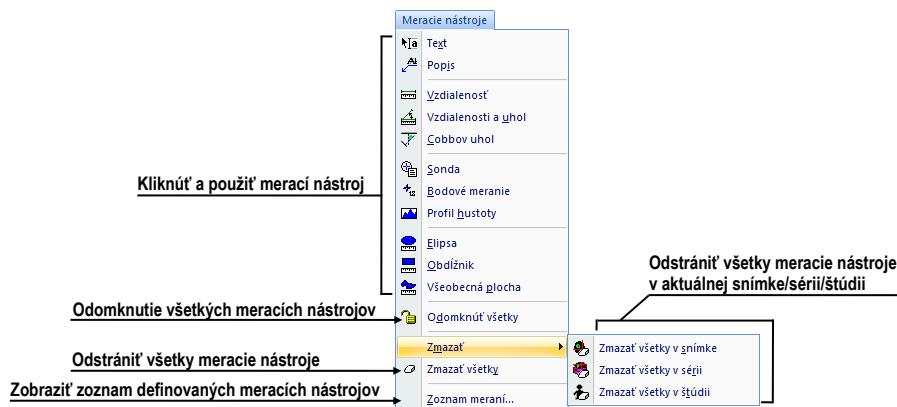 Meracie nástroje
Text
Popis
Vzdialenosť
Vzdialenosti a uhol
Cobbov uhol
Sonda
Bodové meranie
Profil hustoty
Elipsa
Obdĺžnik
Všeobecná plocha
Odomknúť všetky
Zmazať
Zmazať všetky
Zoznam meraní...
Zmazať všetky v snímke
Zmazať všetky v sérii
Zmazať všetky v štúdii
Kliknúť a použiť merací nástroj
Odomknutie všetkých meracích nástrojov
Odstrániť všetky meracie nástroje
Zobraziť zoznam definovaných meracích nástrojov
Odstrániť všetky meracie nástroje
v aktuálnej snímke/sérii/štúdii